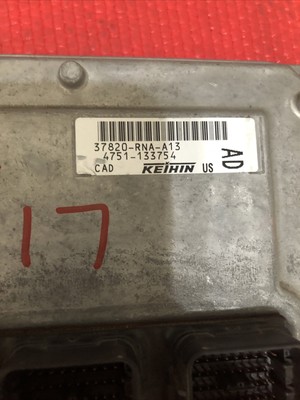 37820-RNA-A13
4751-133754
CAD KEIHIN US
AD
17